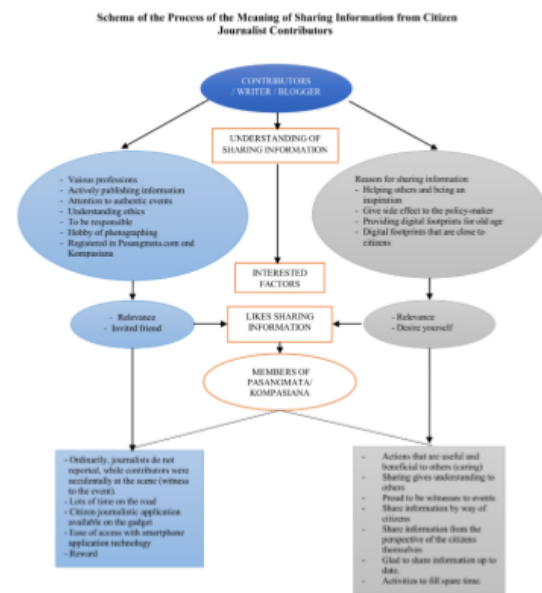 Schema of the Process of the Meaning of Sharing Information from Citizen
Journalist Contributors
CONTRIBUTORS
/ WRITER / BLOGGER
UNDERSTANDING OF
SHARING INFORMATION
- Various professions
- Actively publishing information
- Attention to authentic events
- Understanding ethics
- To be responsible
- Hobby of photographing
- Registered in Pasangmata.com and
Kompasiana
Reason for sharing information
- Helping others and being an
inspiration
- Give side effect to the policy-maker
- Providing digital footprints for old age
- Digital footprints that are close to
citizens
INTERESTED
FACTORS
- Relevance
- Invited friend
LIKES SHARING
INFORMATION
- Relevance
- Desire yourself
MEMBERS OF
PASANGMATA/
KOMPASIANA
- Ordinarily, journalists do not
reported, while contributors were
accidentally at the scene (witness
to the event).
- Lots of time on the road
- Citizen journalistic application
available on the gadget
- Ease of access with smartphone
application technology
- Reward
- Actions that are useful and
beneficial to others (caring)
- Sharing gives understanding to
others
- Proud to be witnesses to events
- Share information by way of
citizens
- Share information from the
perspective of the citizens
themselves
- Glad to share information up to
date.
- Activities to fill spare time.